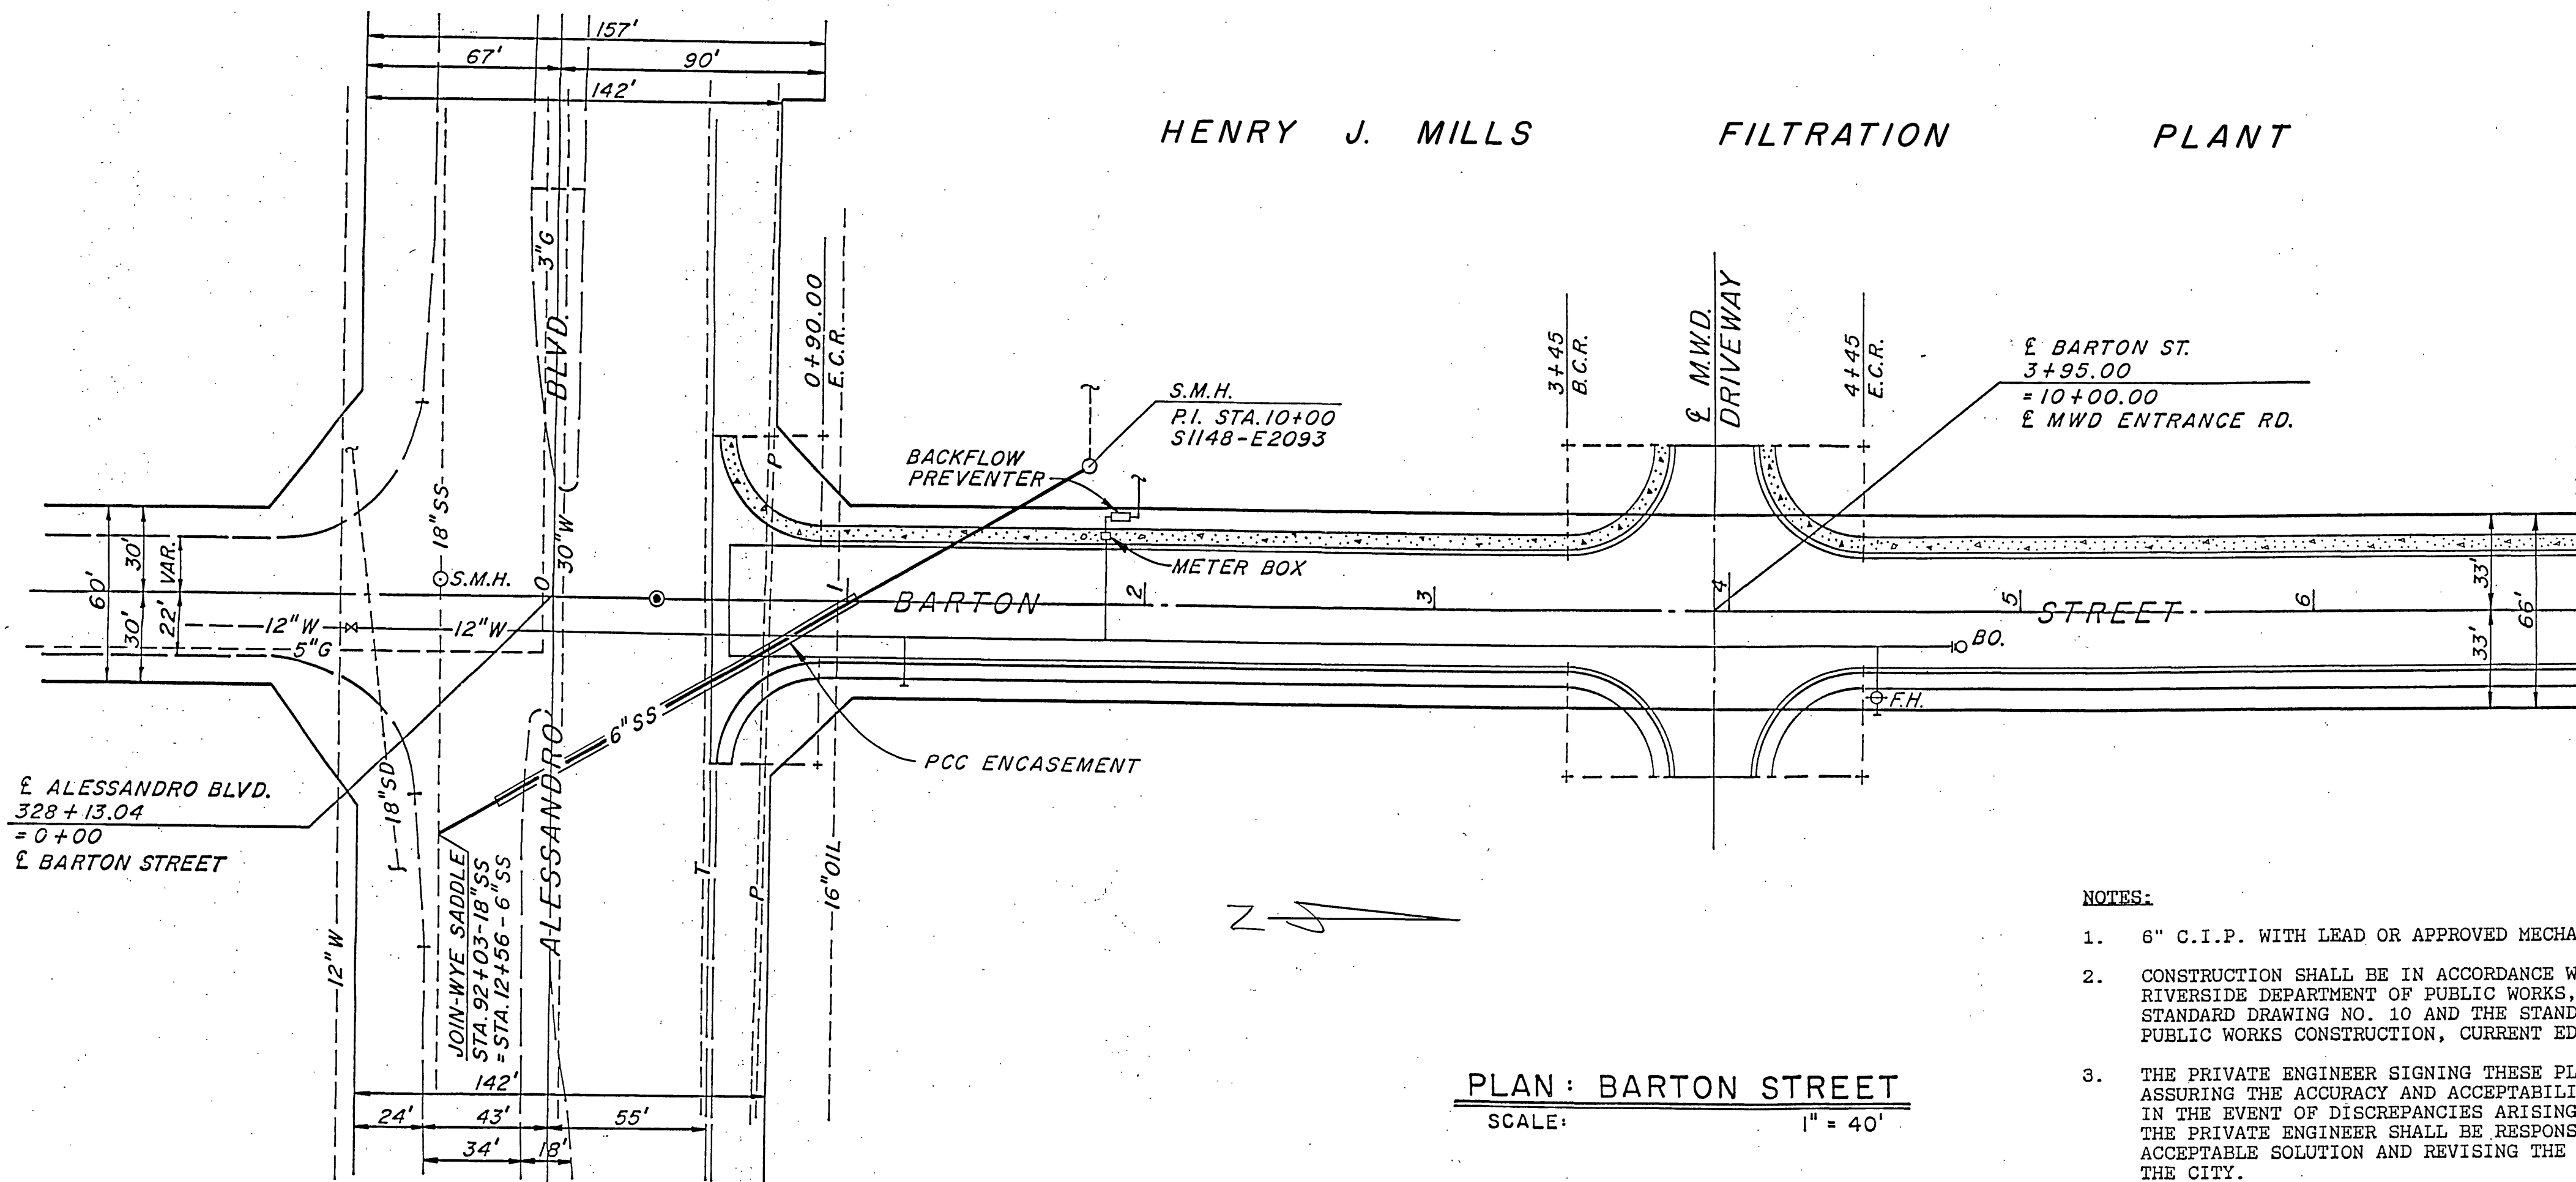 157'
67'
90'
142'
HENRY J. MILLS FILTRATION PLANT
3"G
BLVD.
0+90.00
E.C.R.
S.M.H.
P.I. STA. 10+00
S1148-E2093
BACKFLOW
PREVENTER
METER BOX
3+45
B.C.R.
℄ M.W.D.
DRIVEWAY
4+45
E.C.R.
℄ BARTON ST.
3+95.00
= 10+00.00
℄ MWD ENTRANCE RD.
60'
30'
30'
VAR.
22'
18"SS
S.M.H.
0
30"W
P
1
BARTON
2
3
4
5
STREET
6
33'
33'
66'
12"W
12"W
5"G
BO.
F.H.
6"SS
PCC ENCASEMENT
18"SD
℄ ALESSANDRO BLVD.
328+13.04
= 0+00
℄ BARTON STREET
ALESSANDRO
JOIN-WYE SADDLE
STA. 92+03-18"SS
= STA. 12+56-6"SS
12"W
T
P
16"OIL
Z
142'
24'
43'
55'
34'
18'
PLAN: BARTON STREET
SCALE: 1" = 40'
NOTES:
1. 6" C.I.P. WITH LEAD OR APPROVED MECHA
2. CONSTRUCTION SHALL BE IN ACCORDANCE W
RIVERSIDE DEPARTMENT OF PUBLIC WORKS,
STANDARD DRAWING NO. 10 AND THE STAND
PUBLIC WORKS CONSTRUCTION, CURRENT ED
3. THE PRIVATE ENGINEER SIGNING THESE PL
ASSURING THE ACCURACY AND ACCEPTABILI
IN THE EVENT OF DISCREPANCIES ARISING
THE PRIVATE ENGINEER SHALL BE RESPONS
ACCEPTABLE SOLUTION AND REVISING THE
THE CITY.